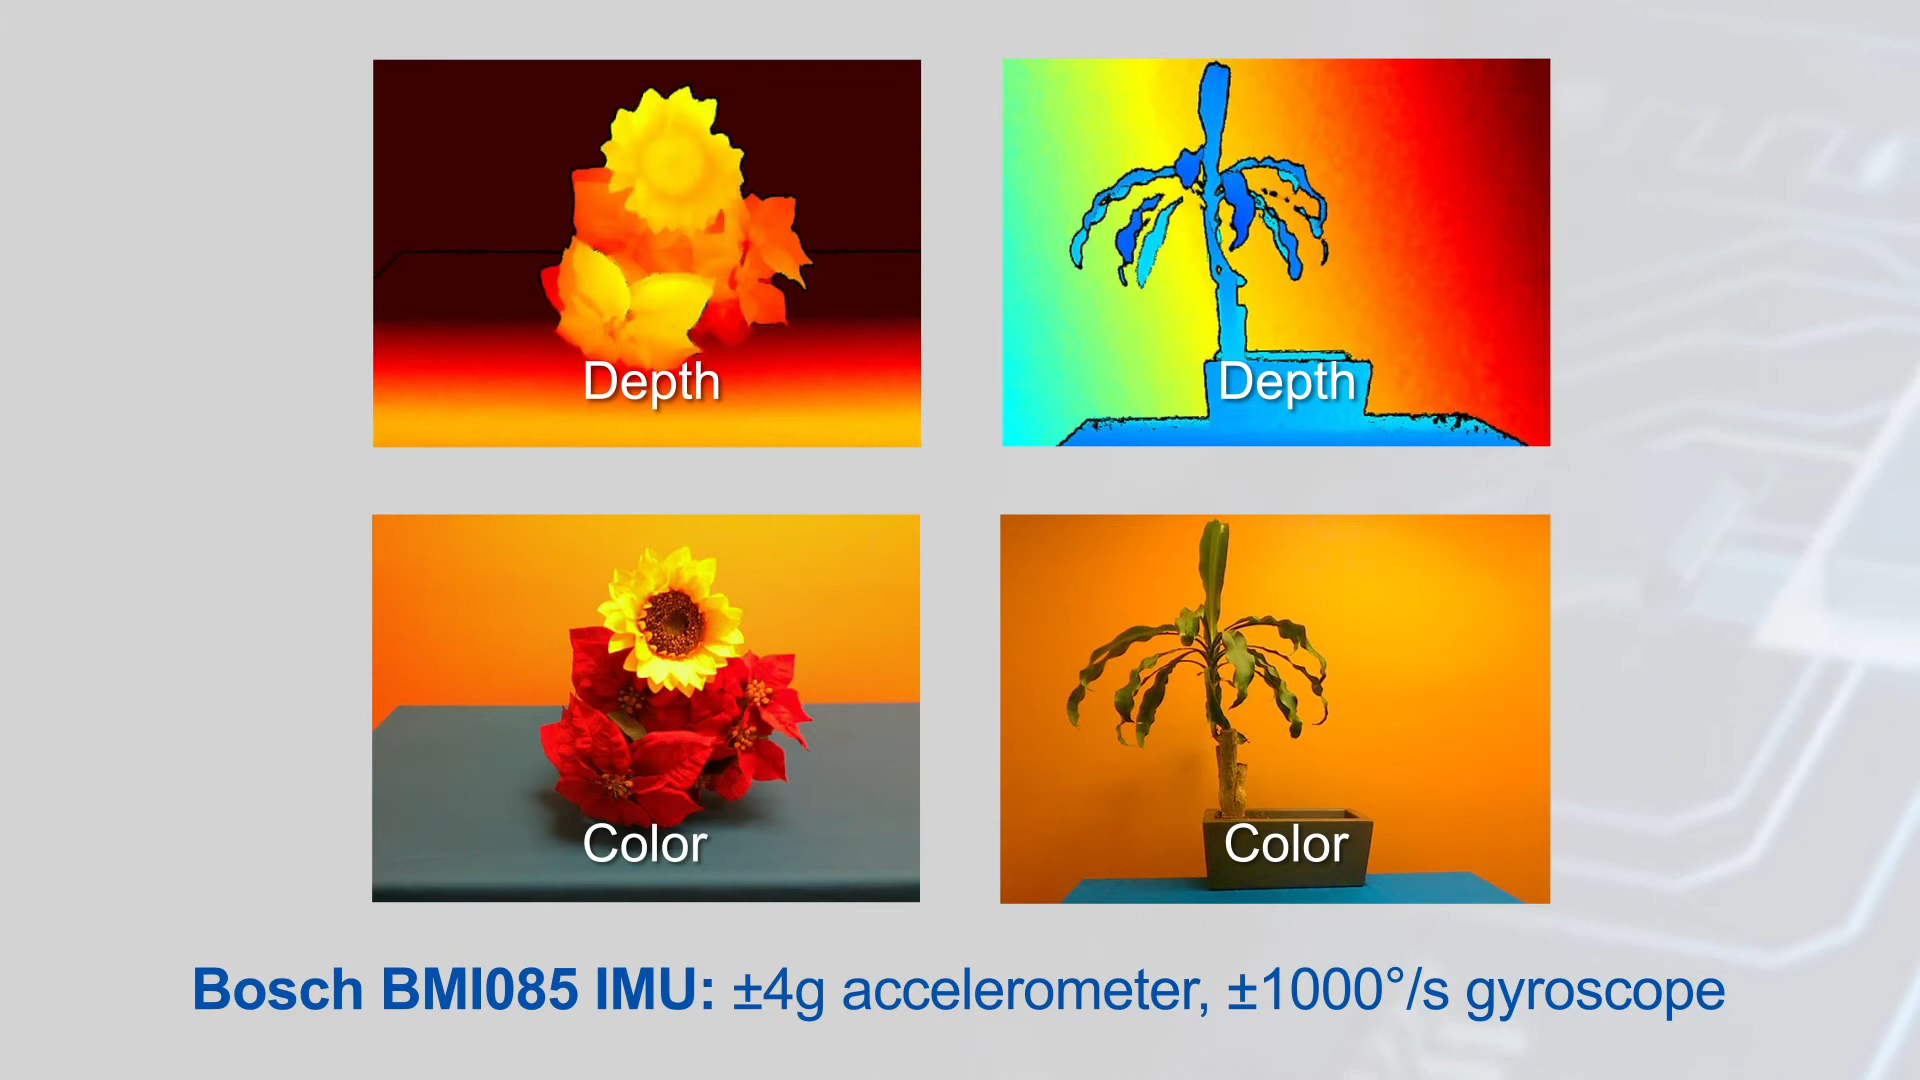 Depth
Depth
Color
Color
Bosch BMI085 IMU: ±4g accelerometer, ±1000°/s gyroscope